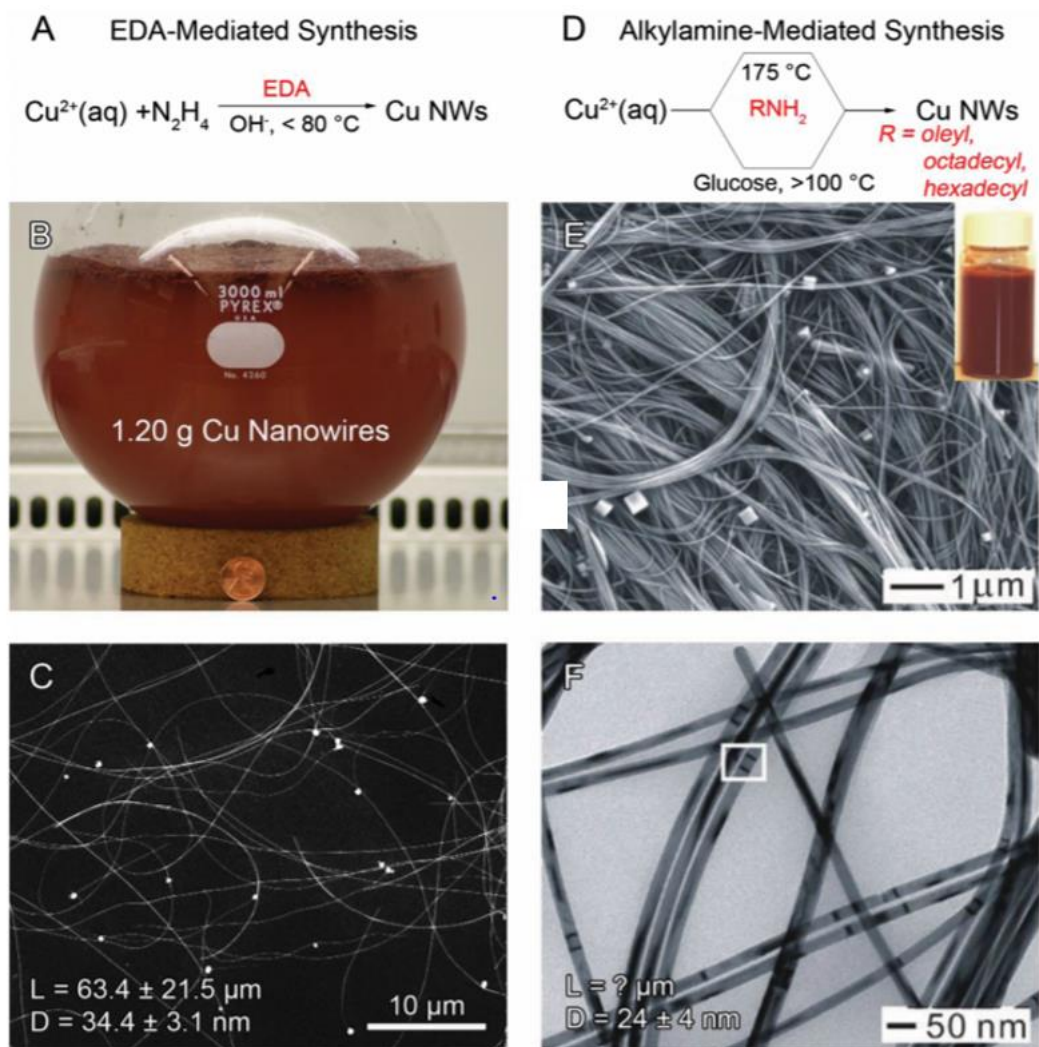 A EDA-Mediated Synthesis
Cu²⁺(aq) +N₂H₄ EDA OH⁻, < 80 °C Cu NWs
B
3000 ml
PYREX®
U S A
No. 4260
1.20 g Cu Nanowires
C
L = 63.4 ± 21.5 µm
D = 34.4 ± 3.1 nm
10 µm
D Alkylamine-Mediated Synthesis
175 °C
Cu²⁺(aq) RNH₂ Cu NWs
R = oleyl,
octadecyl,
Glucose, >100 °C hexadecyl
E
1 µm
F
L = ? µm
D = 24 ± 4 nm
50 nm